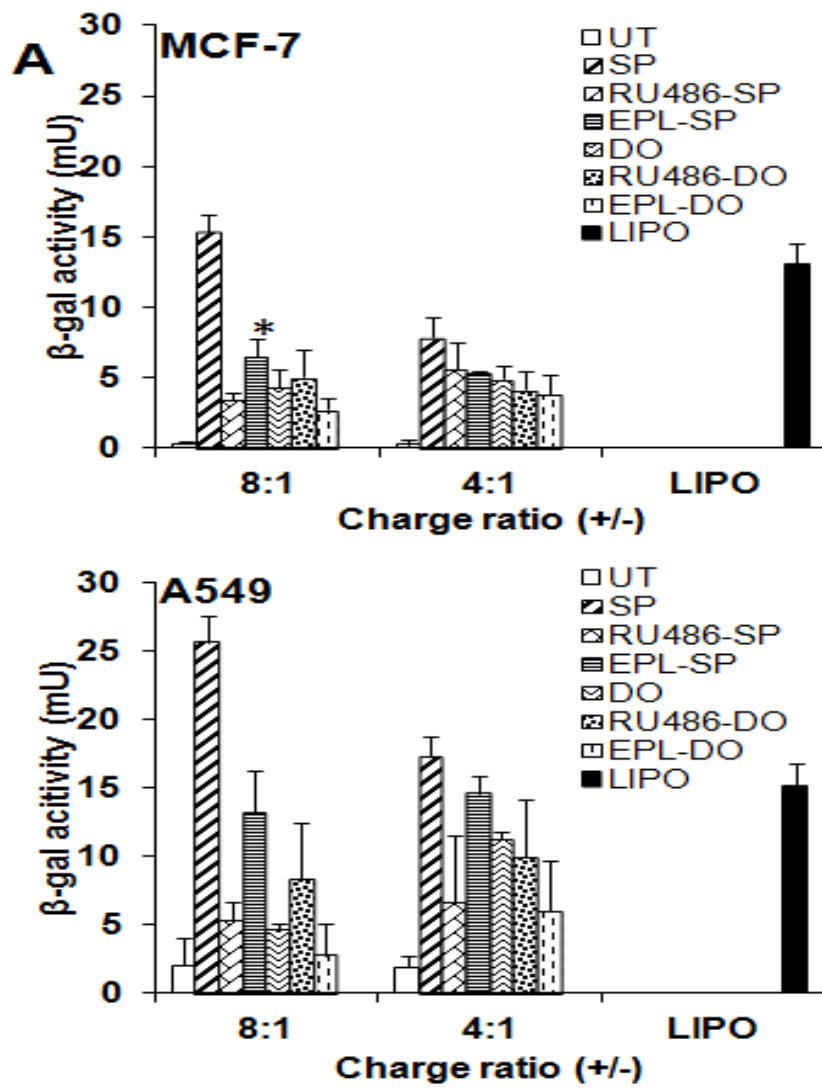 A
MCF-7
β-gal activity (mU)
30
25
20
15
10
5
0
UT
SP
RU486-SP
EPL-SP
DO
RU486-DO
EPL-DO
LIPO
*
8:1 4:1 LIPO
Charge ratio (+/-)
A549
β-gal acitivity (mU)
30
25
20
15
10
5
0
UT
SP
RU486-SP
EPL-SP
DO
RU486-DO
EPL-DO
LIPO
8:1 4:1 LIPO
Charge ratio (+/-)